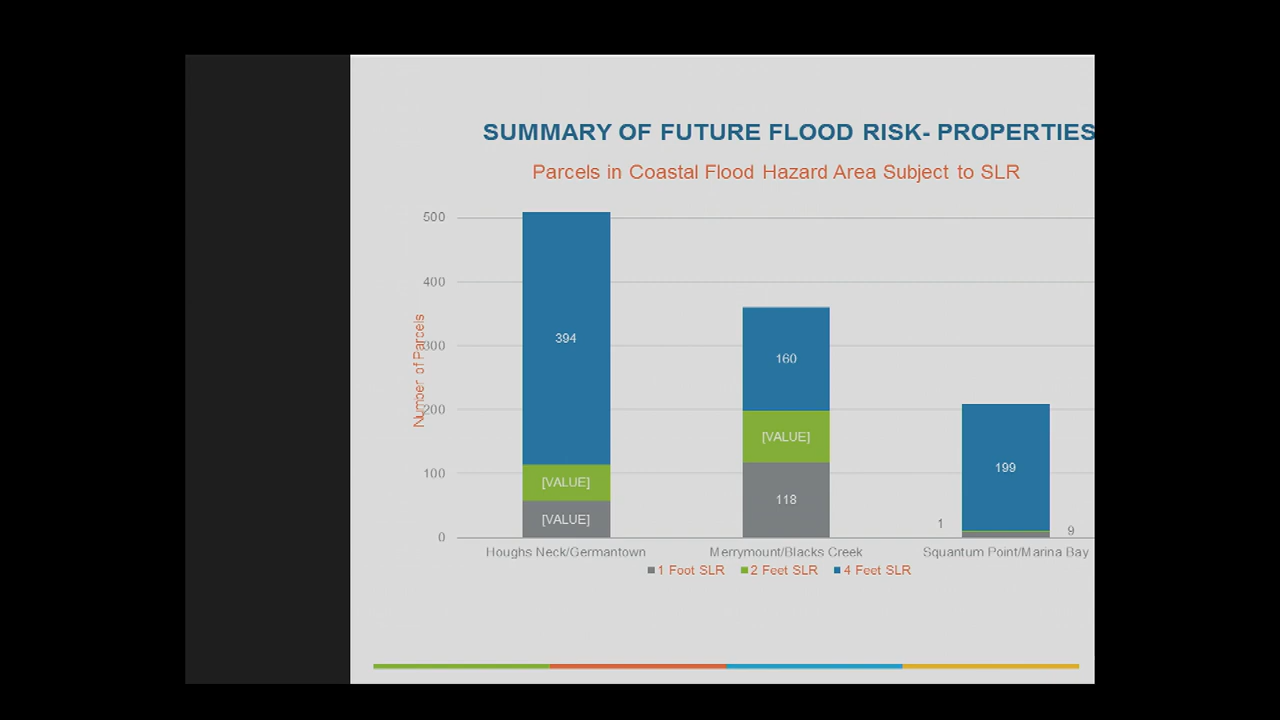 SUMMARY OF FUTURE FLOOD RISK- PROPERTIES
Parcels in Coastal Flood Hazard Area Subject to SLR
Number of Parcels
500
400
300
200
100
0
394
[VALUE]
[VALUE]
160
[VALUE]
118
199
1
9
Houghs Neck/Germantown
Merrymount/Blacks Creek
Squantum Point/Marina Bay
1 Foot SLR 2 Feet SLR 4 Feet SLR